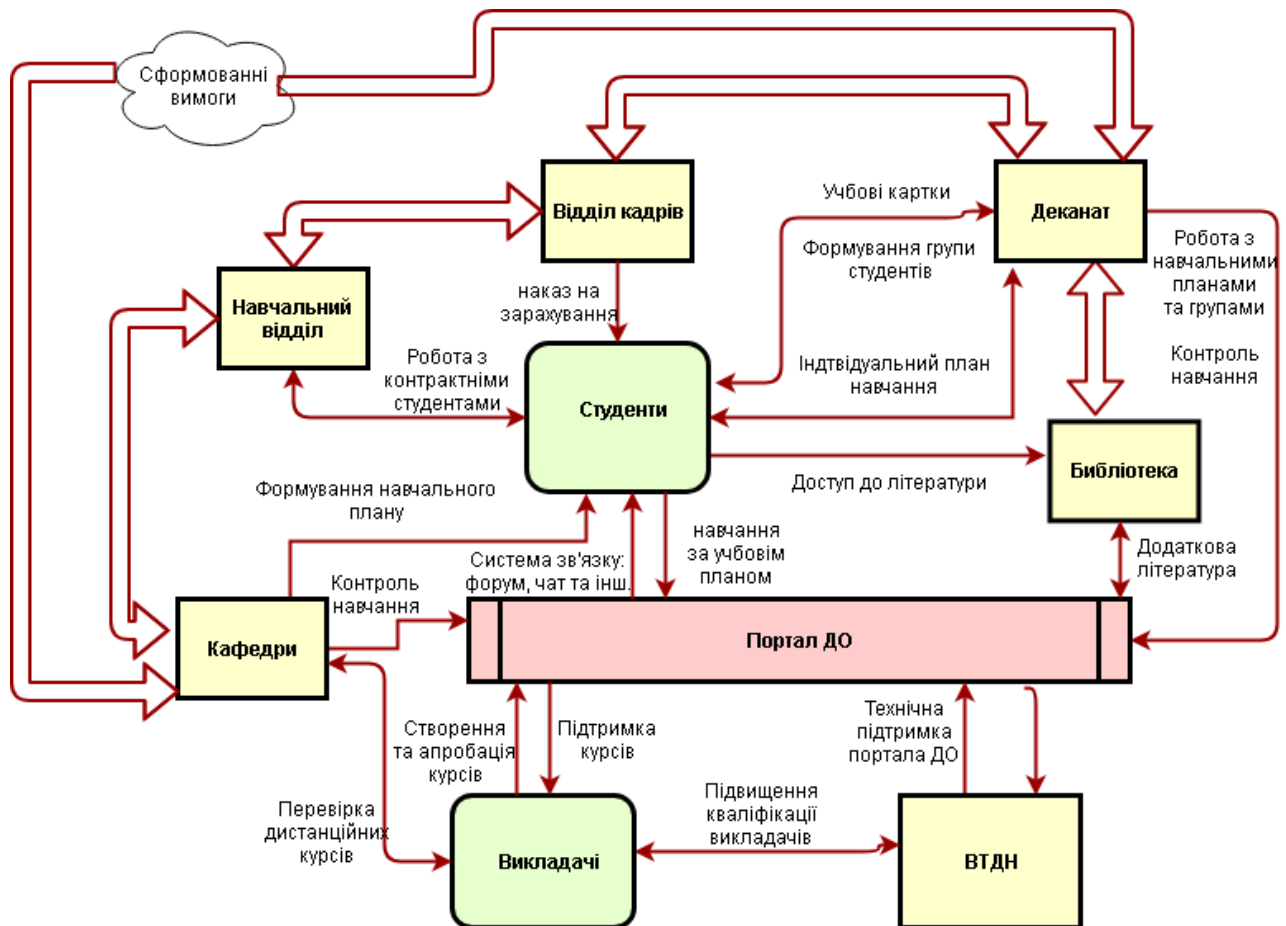 Сформованні
вимоги
Відділ кадрів
Учбові картки
Деканат
Формування групи
студентів
Робота з
навчальними
планами
та групами
Навчальний
відділ
наказ на
зарахування
Робота з
контрактніми
студентами
Студенти
Індтвідуальний план
навчання
Контроль
навчання
Библіотека
Доступ до літератури
Формування навчального
плану
Система зв'язку:
форум, чат та інш.
навчання
за учбовім
планом
Додаткова
література
Контроль
навчання
Кафедри
Портал ДО
Створення
та апробація
курсів
Підтримка
курсів
Технічна
підтримка
портала ДО
Перевірка
дистанційних
курсів
Підвищення
кваліфікації
викладачів
Викладачі
ВТДН